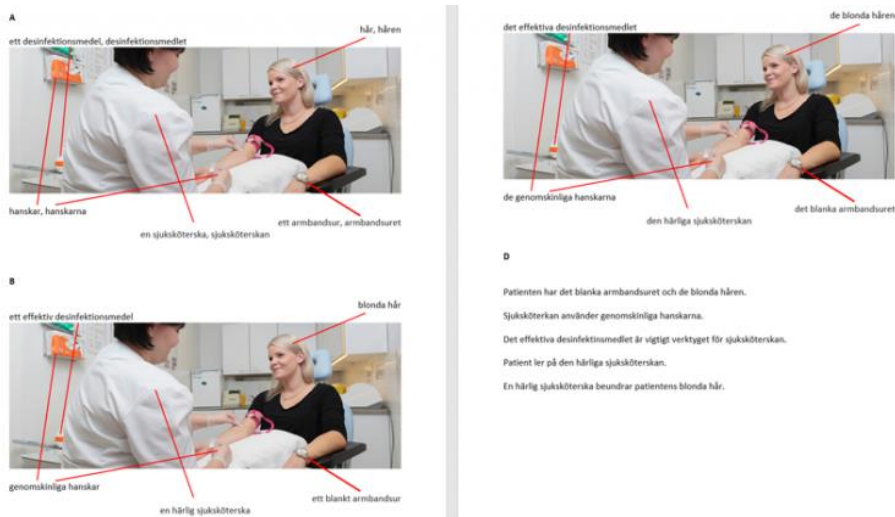 A
ett desinfektionsmedel, desinfektionsmedlet
hår, håren
hanskar, hanskarna
ett armbandsur, armbandsuret
en sjuksköterska, sjuksköterskan
B
ett effektiv desinfektionsmedel
blonda hår
genomskinliga hanskar
ett blankt armbandsur
en härlig sjuksköterska
de blonda håren
det effektiva desinfektionsmedlet
de genomskinliga hanskarna
det blanka armbandsuret
den härliga sjuksköterskan
D
Patienten har det blanka armbandsuret och de blonda håren.
Sjuksköterkan använder genomskinliga hanskarna.
Det effektiva desinfektinsmedlet är vigtigt verktyget för sjuksköterskan.
Patient ler på den härliga sjuksköterskan.
En härlig sjuksköterska beundrar patientens blonda hår.